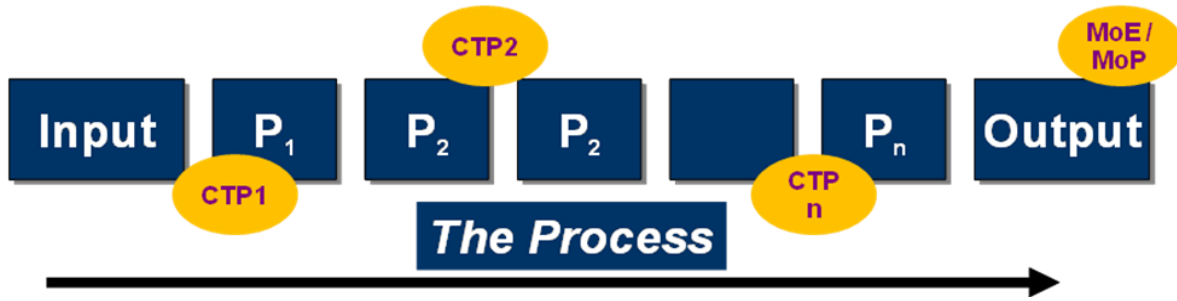 CTP2
MoE /
MoP
Input
P1
P2
P2
Pn
Output
CTP1
CTP
n
The Process